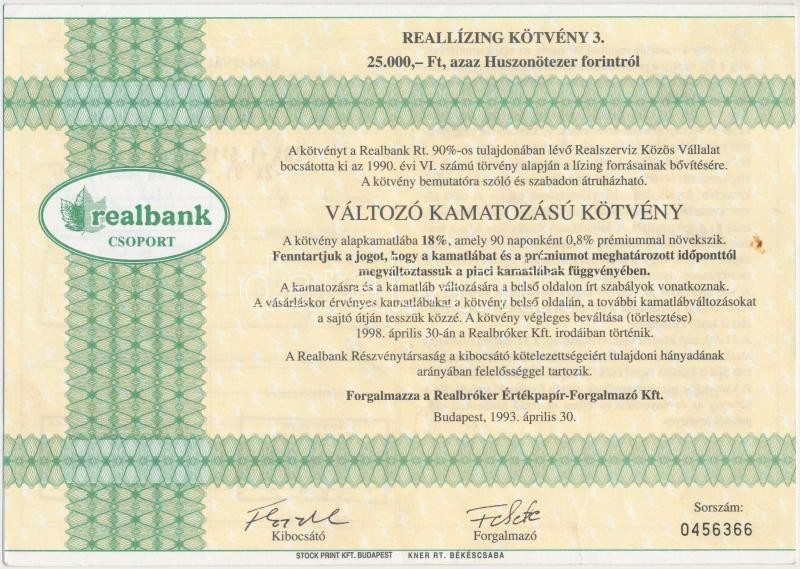 REALLÍZING KÖTVÉNY 3.
25.000,– Ft, azaz Huszonötezer forintról
A kötvényt a Realbank Rt. 90%-os tulajdonában lévő Realszerviz Közös Vállalat
bocsátotta ki az 1990. évi VI. számú törvény alapján a lízing forrásainak bővítésére.
A kötvény bemutatóra szóló és szabadon átruházható.
realbank
CSOPORT
VÁLTOZÓ KAMATOZÁSÚ KÖTVÉNY
A kötvény alapkamatlába 18%, amely 90 naponként 0,8% prémiummal növekszik.
Fenntartjuk a jogot, hogy a kamatlábat és a prémiumot meghatározott időponttól
megváltoztassuk a piaci kamatlábak függvényében.
A kamatozásra és a kamatláb változására a belső oldalon írt szabályok vonatkoznak.
A vásárláskor érvényes kamatlábakat a kötvény belső oldalán, a további kamatlábváltozásokat
a sajtó útján tesszük közzé. A kötvény végleges beváltása (törlesztése)
1998. április 30-án a Realbróker Kft. irodáiban történik.
A Realbank Részvénytársaság a kibocsátó kötelezettségeiért tulajdoni hányadának
arányában felelősséggel tartozik.
Forgalmazza a Realbróker Értékpapír-Forgalmazó Kft.
Budapest, 1993. április 30.
Kibocsátó
Forgalmazó
Sorszám:
0456366
STOCK PRINT KFT. BUDAPEST KNER RT. BÉKÉSCSABA